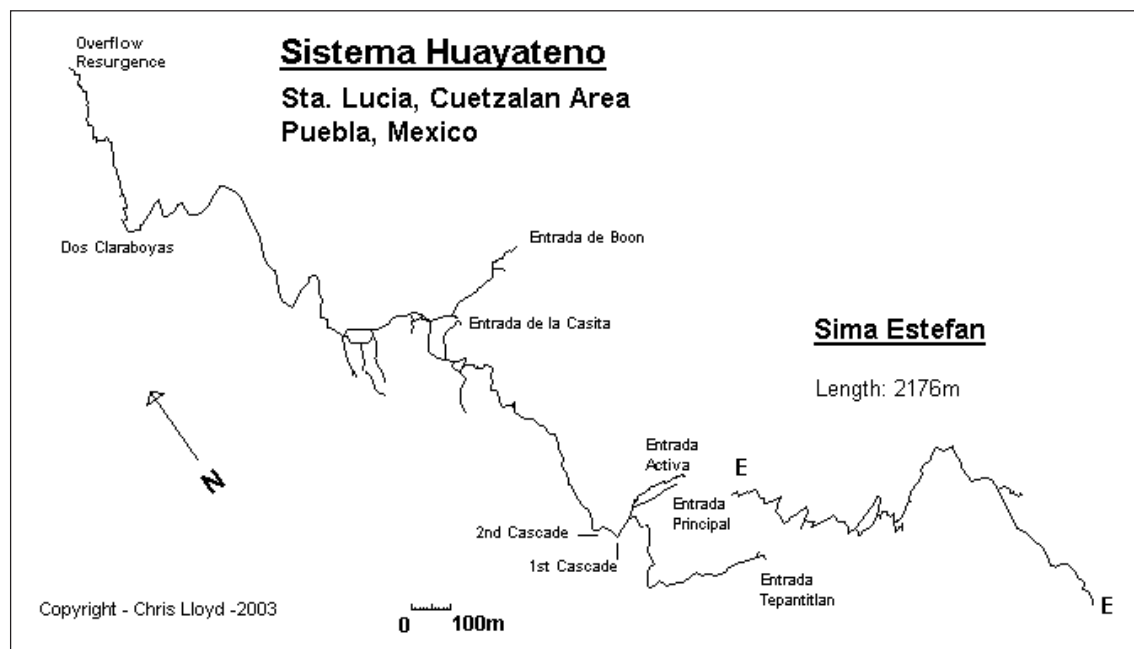 Overflow
Resurgence
Sistema Huayateno
Sta. Lucia, Cuetzalan Area
Puebla, Mexico
Dos Claraboyas
Entrada de Boon
Entrada de la Casita
Sima Estefan
Length: 2176m
N
Entrada
Activa
E
Entrada
Principal
2nd Cascade
1st Cascade
Entrada
Tepantitlan
E
Copyright - Chris Lloyd -2003
0 100m